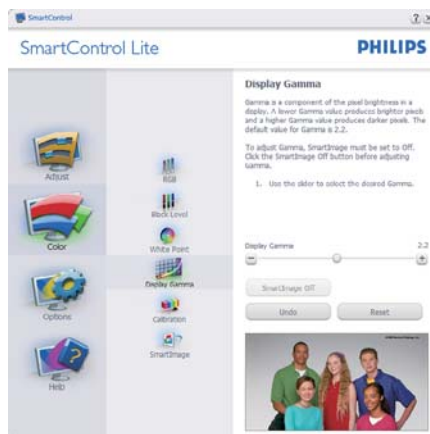 SmartControl
SmartControl Lite
PHILIPS
Adjust
Color
Options
Help
RGB
Black Level
White Point
Display Gamma
Calibration
SmartImage
Display Gamma
Gamma is a component of the pixel brightness in a
display. A lower Gamma value produces brighter pixels
and a higher Gamma value produces darker pixels. The
default value for Gamma is 2.2.
To adjust Gamma, SmartImage must be set to Off.
Click the SmartImage Off button before adjusting
Gamma.
1. Use the slider to select the desired Gamma.
Display Gamma 2.2
SmartImage Off
Undo
Reset